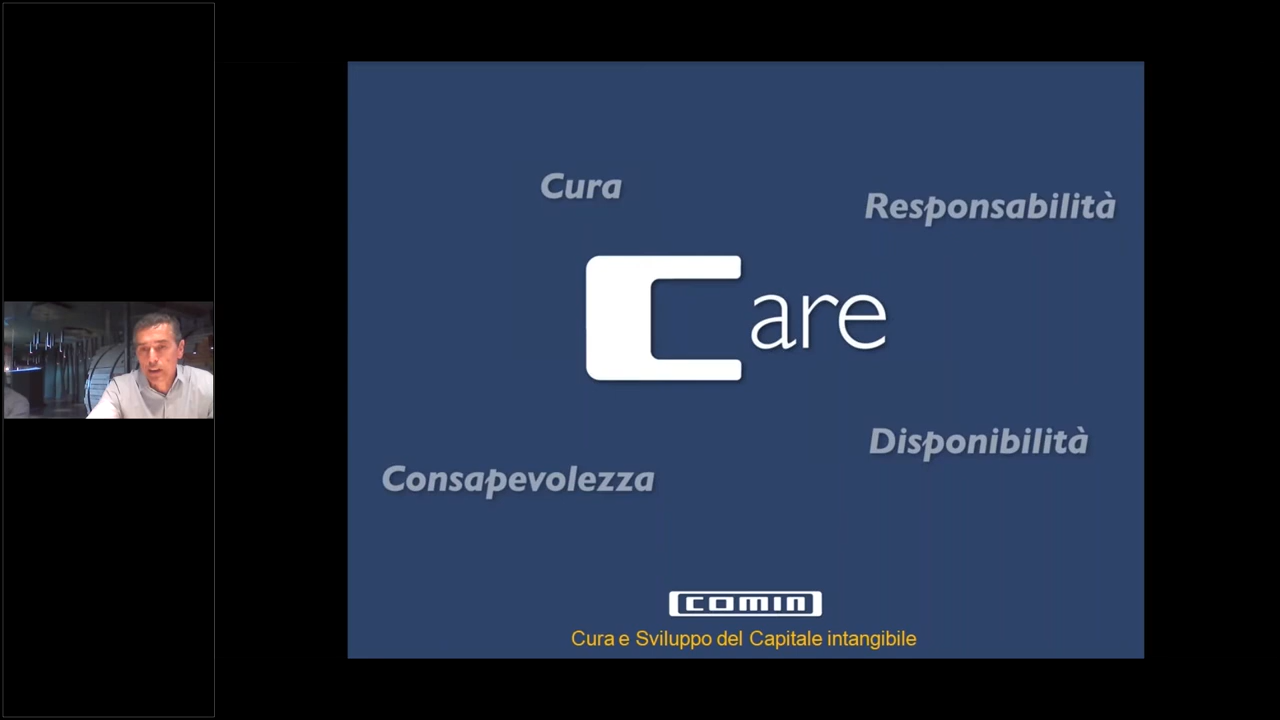 Cura
Responsabilità
Care
Disponibilità
Consapevolezza
COMIN
Cura e Sviluppo del Capitale intangibile